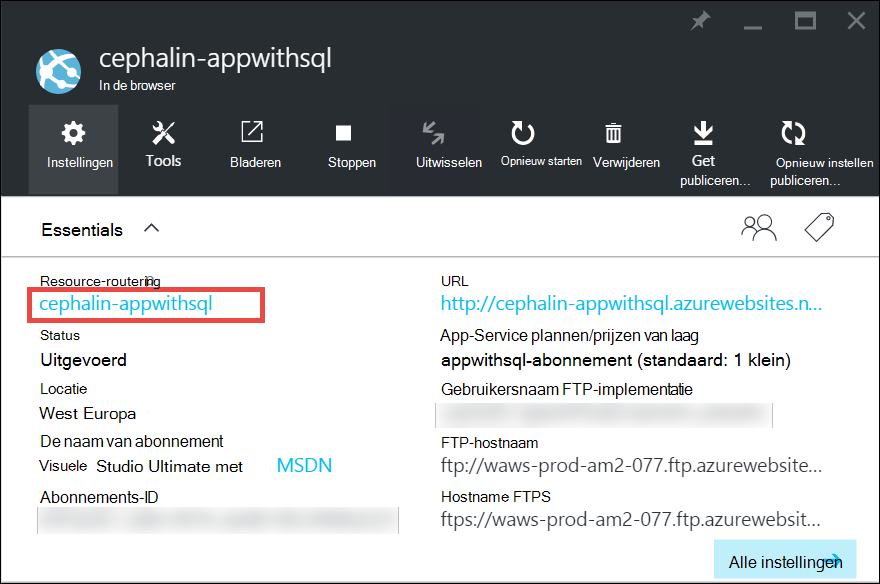 cephalin-appwithsql
In de browser
Instellingen
Tools
Bladeren
Stoppen
Uitwisselen
Opnieuw starten
Verwijderen
Get publiceren...
Opnieuw instellen publiceren...
Essentials
Resource-routering
cephalin-appwithsql
Status
Uitgevoerd
Locatie
West Europa
De naam van abonnement
Visuele Studio Ultimate met MSDN
Abonnements-ID
URL
http://cephalin-appwithsql.azurewebsites.n...
App-Service plannen/prijzen van laag
appwithsql-abonnement (standaard: 1 klein)
Gebruikersnaam FTP-implementatie
FTP-hostnaam
ftp://waws-prod-am2-077.ftp.azurewebsite...
Hostname FTPS
ftps://waws-prod-am2-077.ftp.azurewebsit...
Alle instellingen